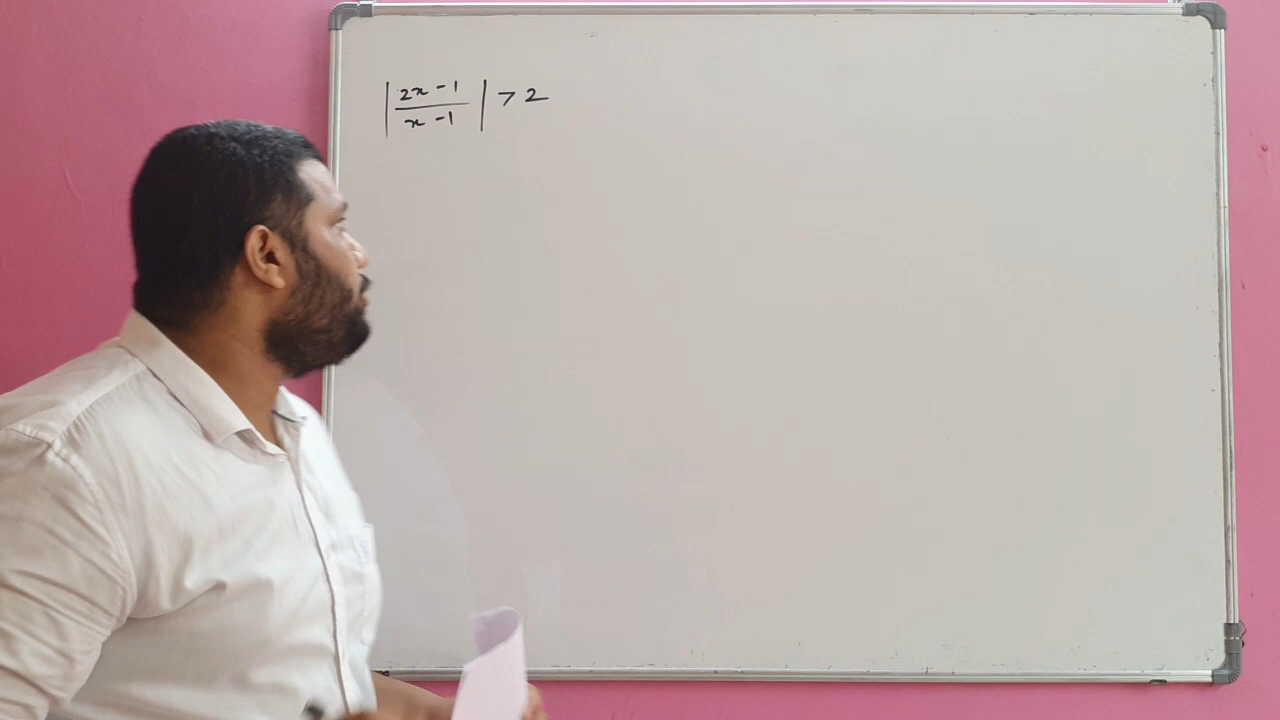 |2x - 1 / x - 1| > 2